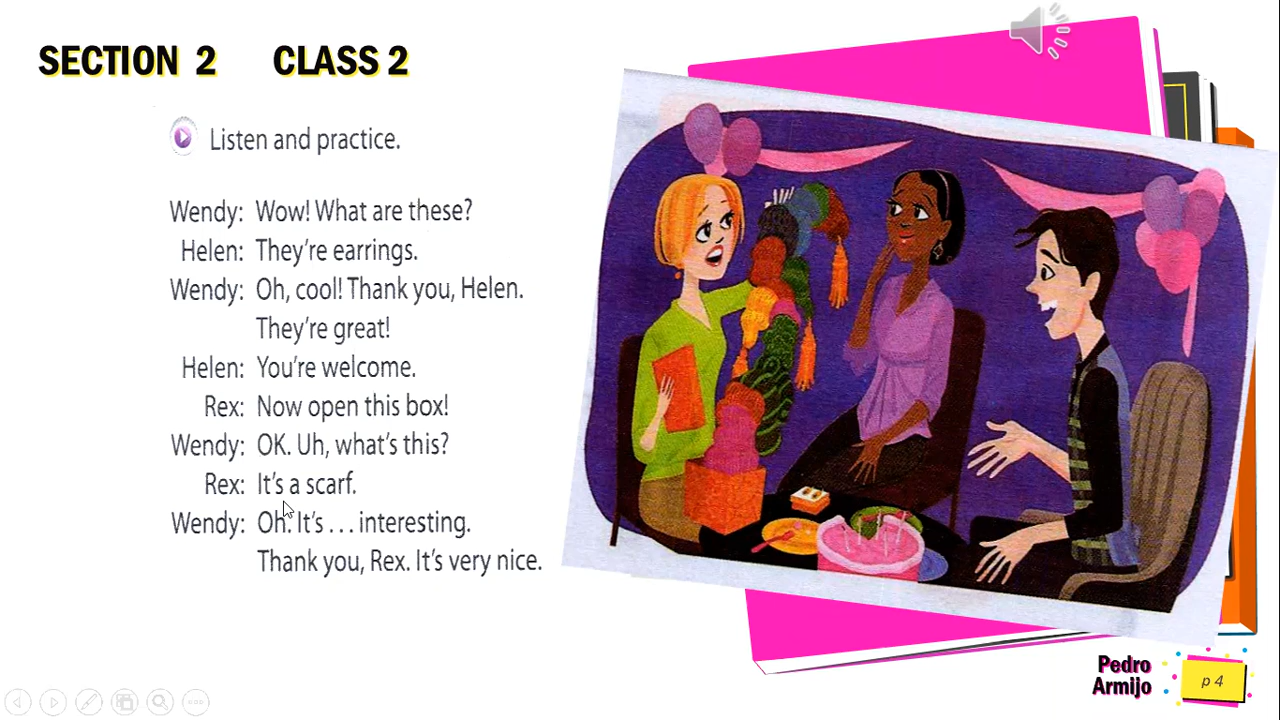 SECTION 2 CLASS 2
Listen and practice.
Wendy: Wow! What are these?
Helen: They're earrings.
Wendy: Oh, cool! Thank you, Helen.
They're great!
Helen: You're welcome.
Rex: Now open this box!
Wendy: OK. Uh, what's this?
Rex: It's a scarf.
Wendy: Oh. It's . . . interesting.
Thank you, Rex. It's very nice.
Pedro
Armijo
p 4